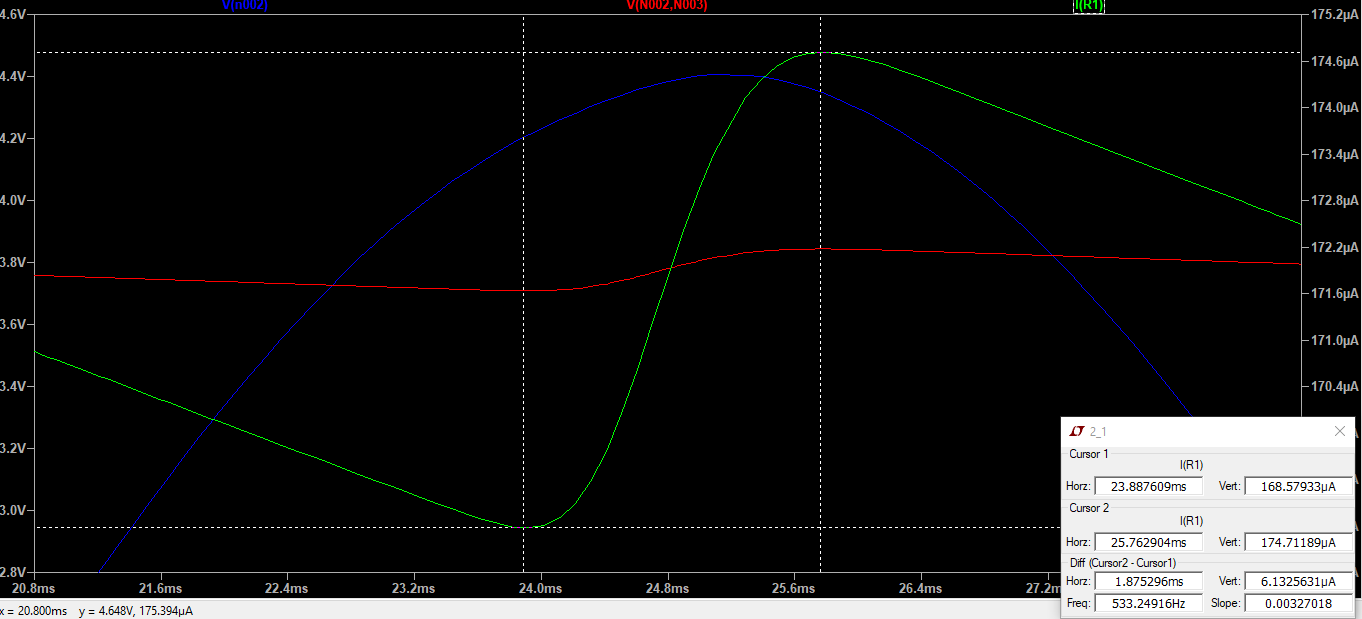 V(n002) V(N002,N003) I(R1)
4.6V 175.2µA
4.4V 174.6µA
174.0µA
4.2V
173.4µA
4.0V 172.8µA
3.8V 172.2µA
171.6µA
3.6V
171.0µA
3.4V 170.4µA
3.2V
3.0V
2.8V
20.8ms 21.6ms 22.4ms 23.2ms 24.0ms 24.8ms 25.6ms 26.4ms 27.2m
x = 20.800ms y = 4.648V, 175.394µA
2_1
Cursor 1
I(R1)
Horz: 23.887609ms Vert: 168.57933µA
Cursor 2
I(R1)
Horz: 25.762904ms Vert: 174.71189µA
Diff (Cursor2 - Cursor1)
Horz: 1.875296ms Vert: 6.1325631µA
Freq: 533.24916Hz Slope: 0.00327018